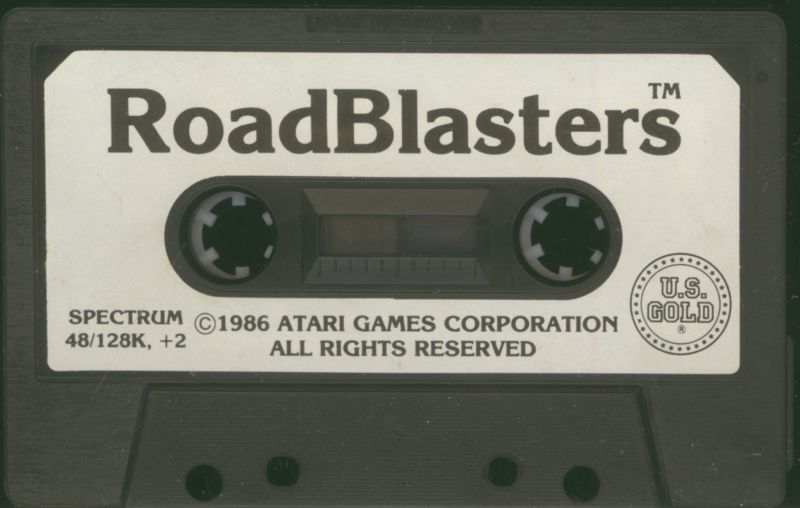 RoadBlasters™
U.S.
GOLD
®
SPECTRUM
48/128K, +2
©1986 ATARI GAMES CORPORATION
ALL RIGHTS RESERVED